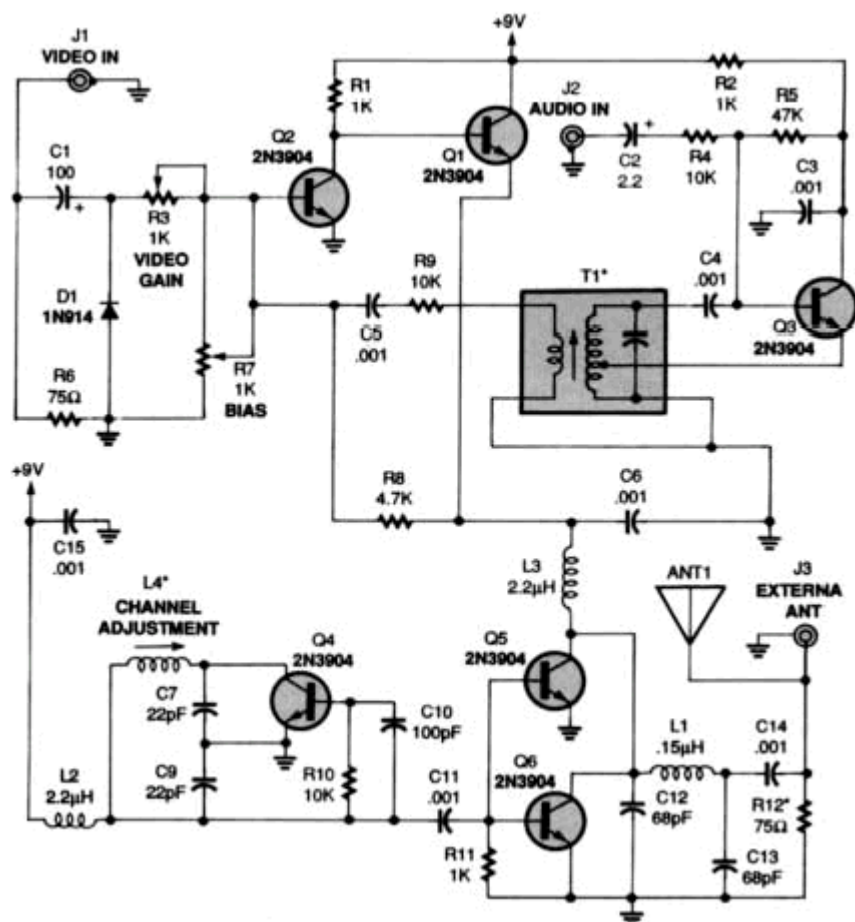 J1
VIDEO IN
+9V
R1
1K
J2
AUDIO IN
R2
1K
R5
47K
Q2
2N3904
Q1
2N3904
C1
100
+
R3
1K
VIDEO
GAIN
+
C2
2.2
R4
10K
C3
.001
D1
1N914
R9
10K
C5
.001
T1*
C4
.001
Q3
2N3904
R6
75Ω
R7
1K
BIAS
+9V
C15
.001
R8
4.7K
C6
.001
L4*
CHANNEL
ADJUSTMENT
L3
2.2µH
ANT1
J3
EXTERNA
ANT
Q4
2N3904
Q5
2N3904
C7
22pF
C10
100pF
L2
2.2µH
C9
22pF
R10
10K
C11
.001
Q6
2N3904
L1
.15µH
C14
.001
C12
68pF
R12*
75Ω
R11
1K
C13
68pF